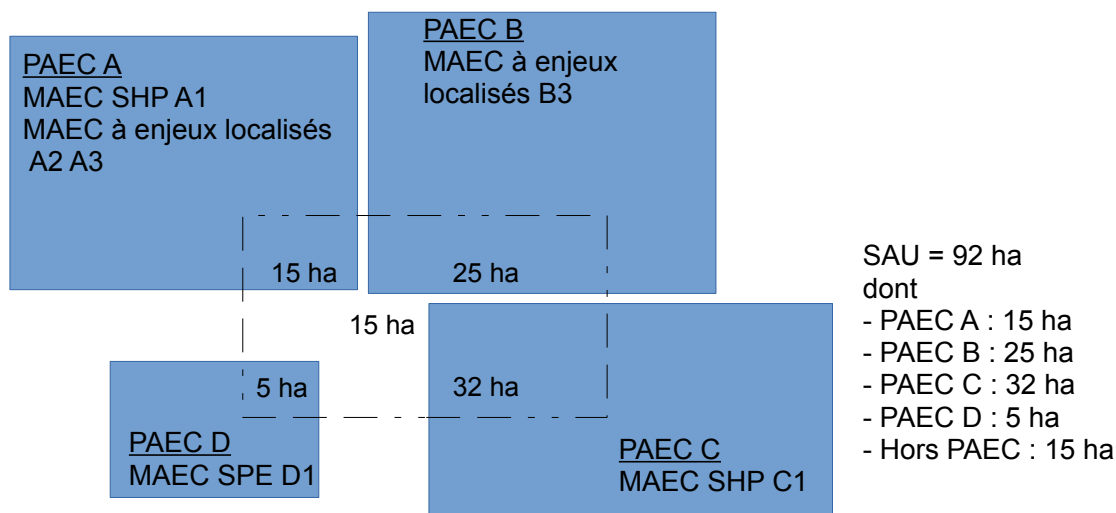 PAEC A
MAEC SHP A1
MAEC à enjeux localisés
A2 A3
PAEC B
MAEC à enjeux
localisés B3
15 ha
25 ha
15 ha
5 ha
32 ha
PAEC D
MAEC SPE D1
PAEC C
MAEC SHP C1
SAU = 92 ha
dont
- PAEC A : 15 ha
- PAEC B : 25 ha
- PAEC C : 32 ha
- PAEC D : 5 ha
- Hors PAEC : 15 ha